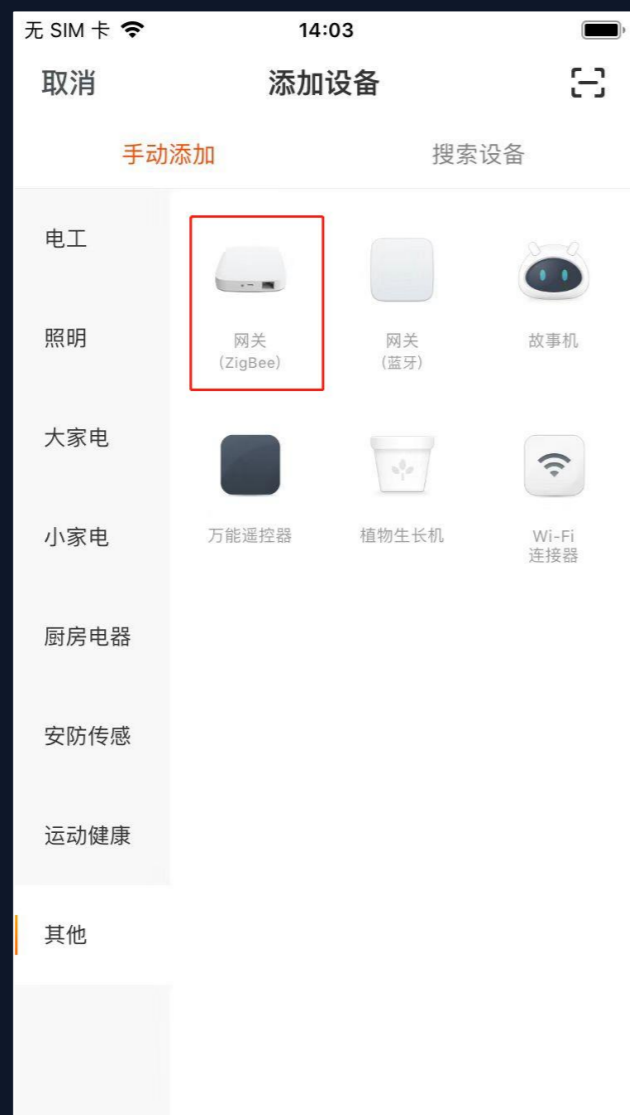 无 SIM 卡
14:03
取消
添加设备
手动添加
搜索设备
电工
照明
大家电
小家电
厨房电器
安防传感
运动健康
其他
网关
(ZigBee)
网关
(蓝牙)
故事机
万能遥控器
植物生长机
Wi-Fi
连接器